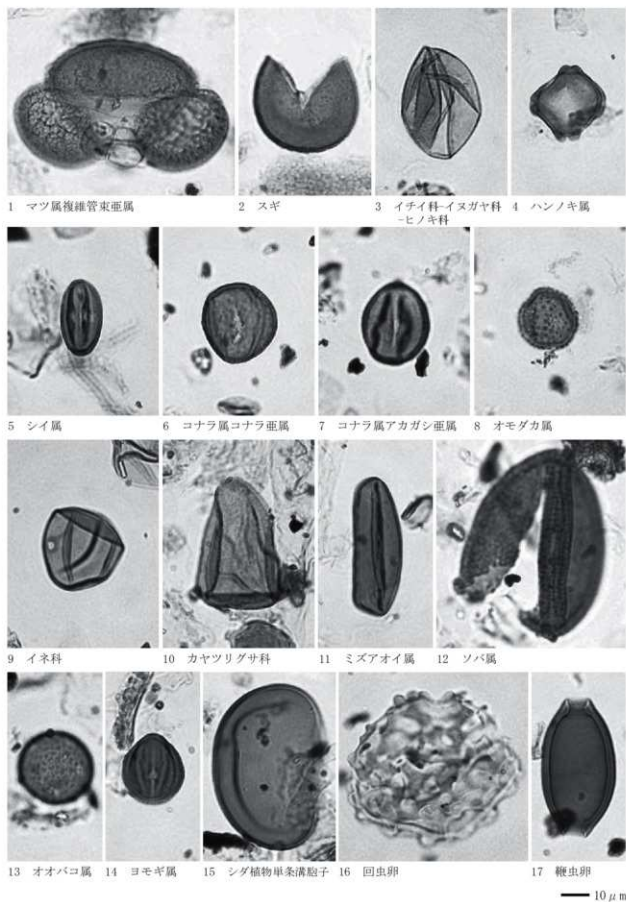 1 マツ属複維管束亜属
2 スギ
3 イチイ科-イヌガヤ科
-ヒノキ科
4 ハンノキ属
5 シイ属
6 コナラ属コナラ亜属
7 コナラ属アカガシ亜属
8 オモダカ属
9 イネ科
10 カヤツリグサ科
11 ミズアオイ属
12 ソバ属
13 オオバコ属
14 ヨモギ属
15 シダ植物単条溝胞子
16 回虫卵
17 鞭虫卵
10μm